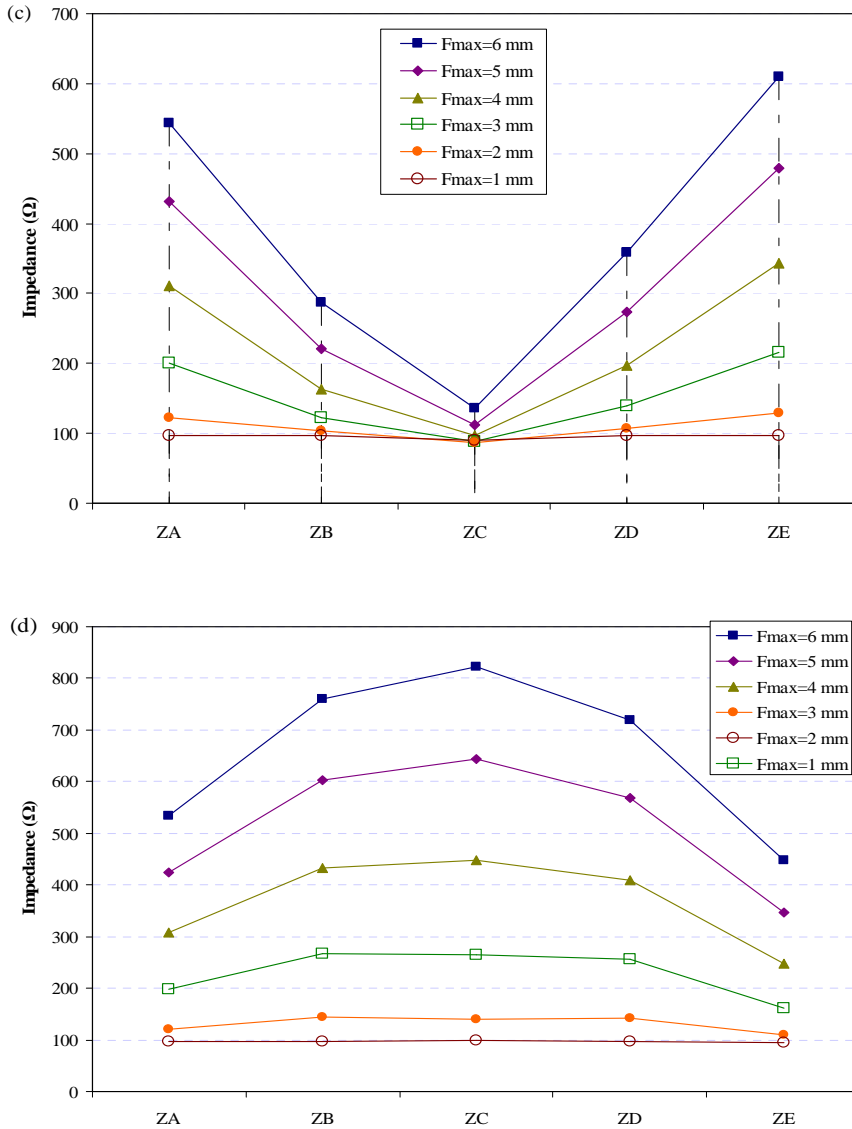 (c)
700
600
500
400
300
200
100
0
Impedance (Ω)
Fmax=6 mm
Fmax=5 mm
Fmax=4 mm
Fmax=3 mm
Fmax=2 mm
Fmax=1 mm
ZA ZB ZC ZD ZE
(d)
900
800
700
600
500
400
300
200
100
0
Impedance (Ω)
Fmax=6 mm
Fmax=5 mm
Fmax=4 mm
Fmax=3 mm
Fmax=2 mm
Fmax=1 mm
ZA ZB ZC ZD ZE